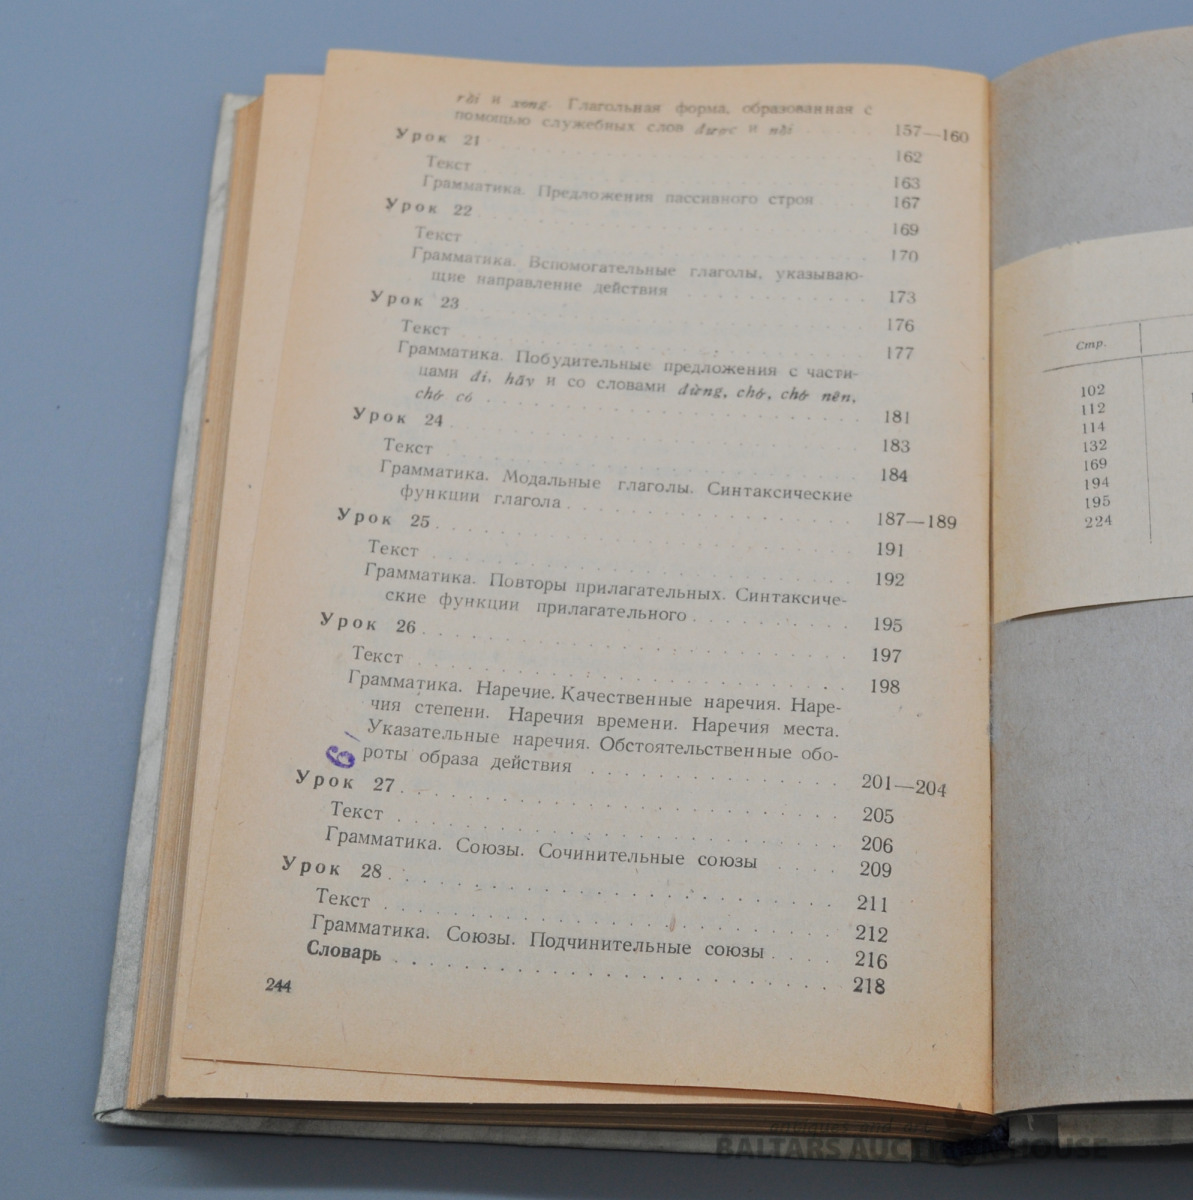 rồi и xong. Глагольная форма, образованная с
помощью служебных слов được и nổi . . . . . 157—160
Урок 21 . . . . . 162
Текст . . . . . 163
Грамматика. Предложения пассивного строя . . . . 167
Урок 22 . . . . . 169
Текст . . . . . 170
Грамматика. Вспомогательные глаголы, указываю-
щие направление действия . . . . . 173
Урок 23 . . . . . 176
Текст . . . . . 177
Грамматика. Побудительные предложения с части-
цами đi, hãy и со словами đừng, chớ, chớ nên,
chớ có . . . . . 181
Урок 24 . . . . . 183
Текст . . . . . 184
Грамматика. Модальные глаголы. Синтаксические
функции глагола . . . . . 187—189
Урок 25 . . . . . 191
Текст . . . . . 192
Грамматика. Повторы прилагательных. Синтаксиче-
ские функции прилагательного . . . . . 195
Урок 26 . . . . . 197
Текст . . . . . 198
Грамматика. Наречие. Качественные наречия. Наре-
чия степени. Наречия времени. Наречия места.
Указательные наречия. Обстоятельственные обо-
роты образа действия . . . . . 201—204
Урок 27 . . . . . 205
Текст . . . . . 206
Грамматика. Союзы. Сочинительные союзы . . . . 209
Урок 28 . . . . . 211
Текст . . . . . 212
Грамматика. Союзы. Подчинительные союзы . . . . 216
Словарь . . . . . 218
244
Стр.
102
112
114
132
169
194
195
224
antiques and art
BALTARS AUCTION HOUSE